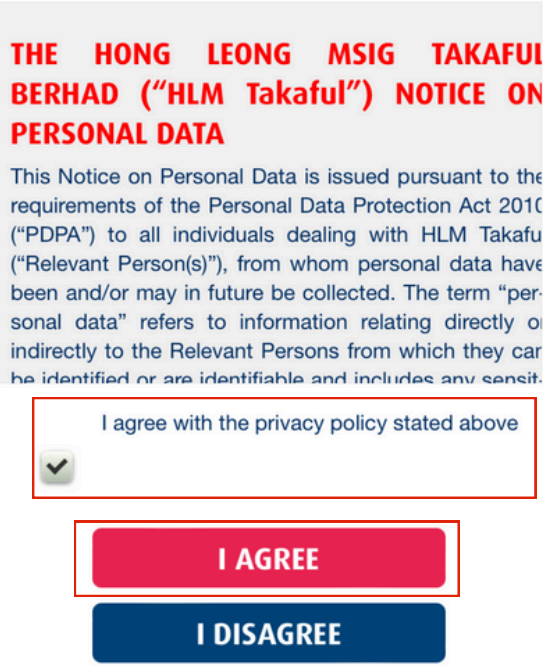 THE HONG LEONG MSIG TAKAFUL
BERHAD (“HLM Takaful”) NOTICE ON
PERSONAL DATA
This Notice on Personal Data is issued pursuant to the
requirements of the Personal Data Protection Act 2010
(“PDPA”) to all individuals dealing with HLM Takafu
(“Relevant Person(s)”), from whom personal data have
been and/or may in future be collected. The term “per-
sonal data” refers to information relating directly or
indirectly to the Relevant Persons from which they can
be identified or are identifiable and includes any sensit-
I agree with the privacy policy stated above
I AGREE
I DISAGREE